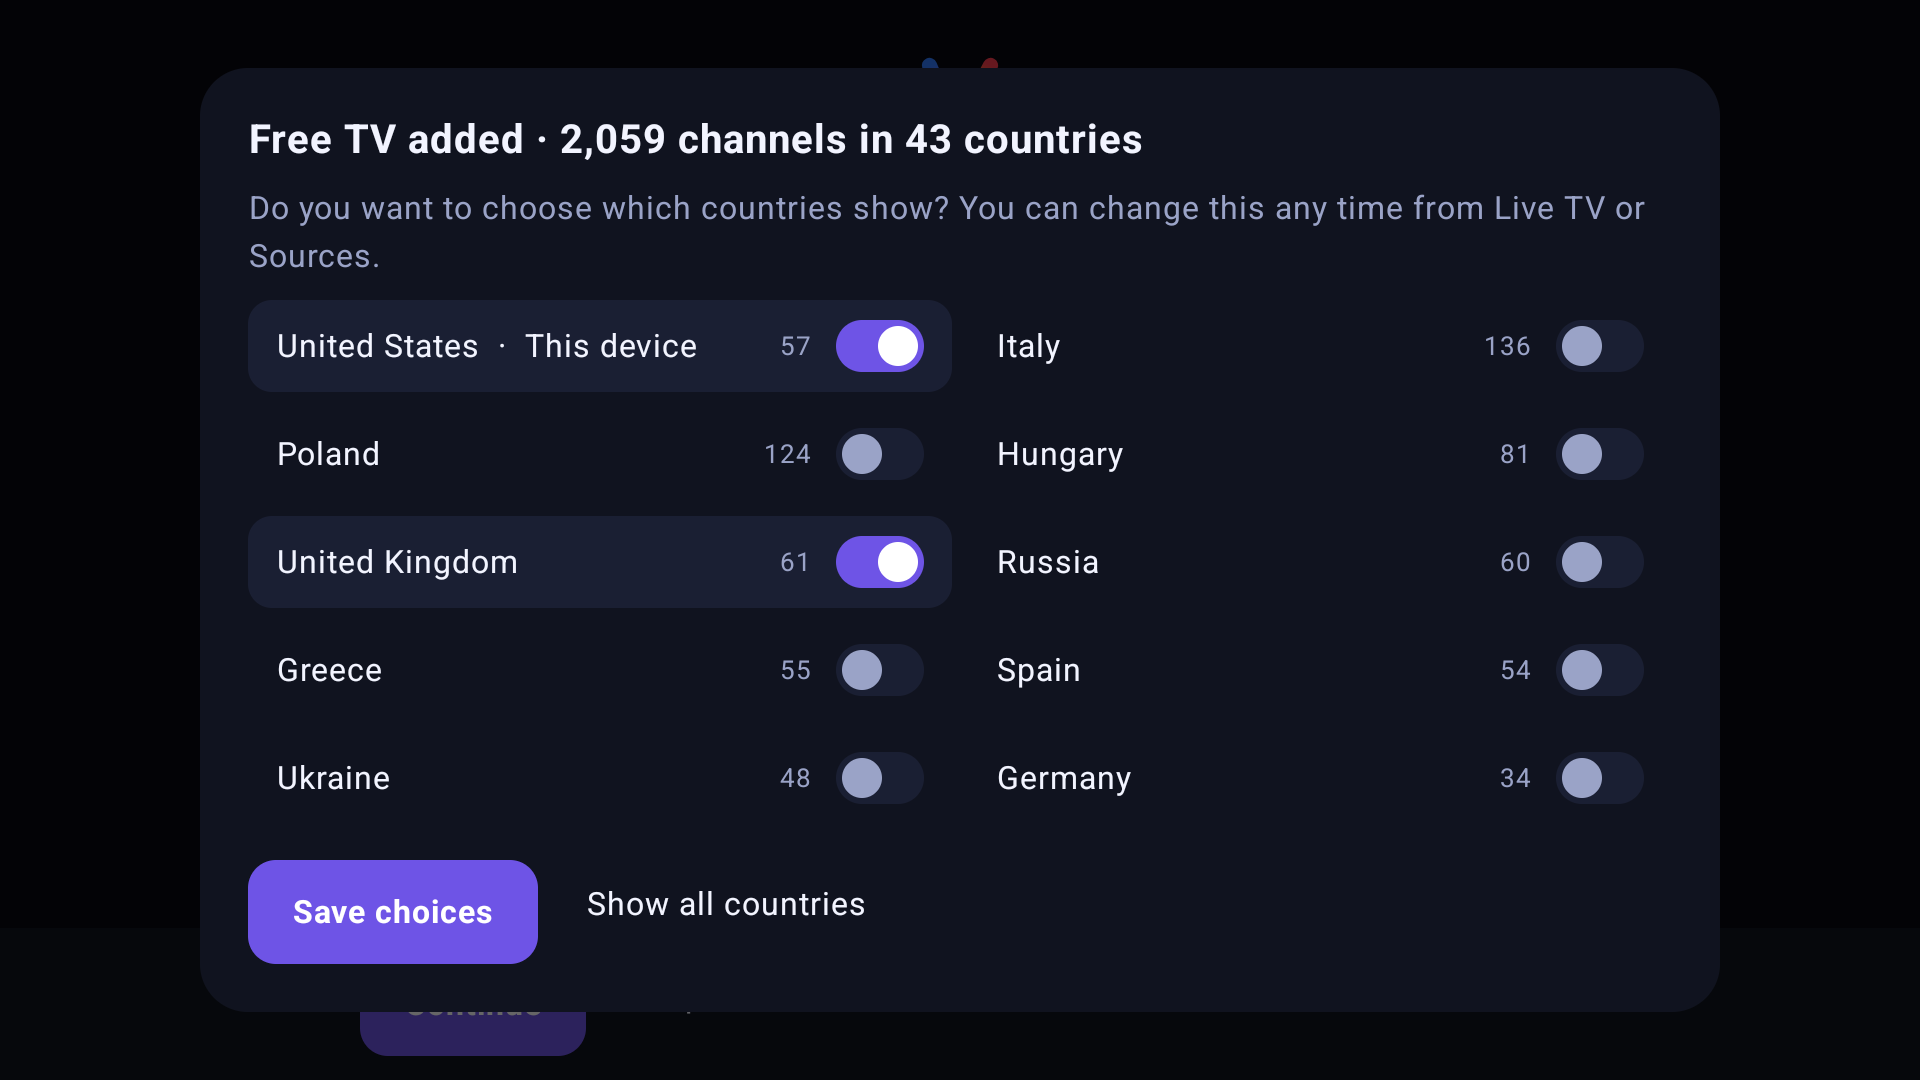 Free TV added · 2,059 channels in 43 countries
Do you want to choose which countries show? You can change this any time from Live TV or
Sources.
United States · This device 57
Italy 136
Poland 124
Hungary 81
United Kingdom 61
Russia 60
Greece 55
Spain 54
Ukraine 48
Germany 34
Save choices
Show all countries